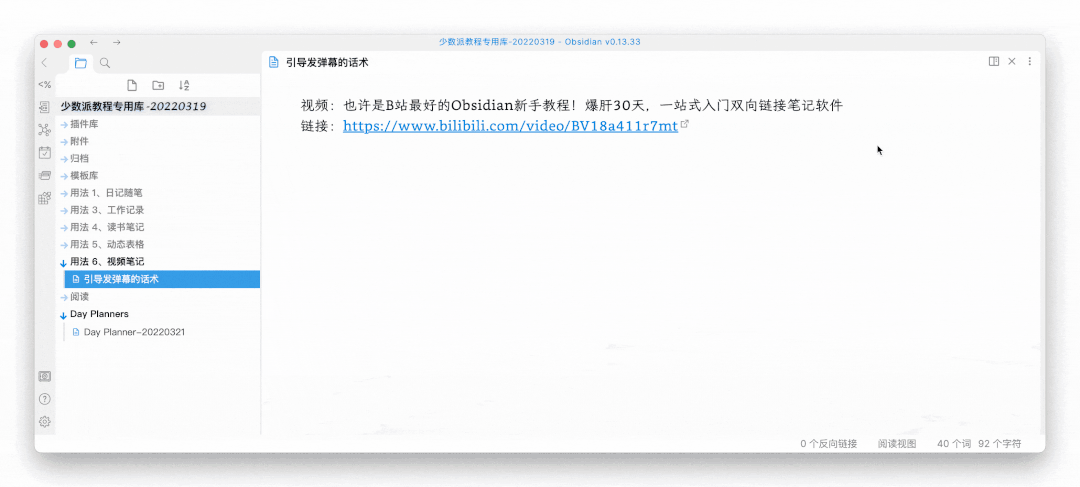 少数派教程专用库-20220319 - Obsidian v0.13.33
引导发弹幕的话术
少数派教程专用库-20220319
插件库
附件
归档
模板库
用法 1、日记随笔
用法 3、工作记录
用法 4、读书笔记
用法 5、动态表格
用法 6、视频笔记
引导发弹幕的话术
阅读
Day Planners
Day Planner-20220321
视频：也许是B站最好的Obsidian新手教程！爆肝30天，一站式入门双向链接笔记软件
链接：https://www.bilibili.com/video/BV18a411r7mt
0 个反向链接 阅读视图 40 个词 92 个字符